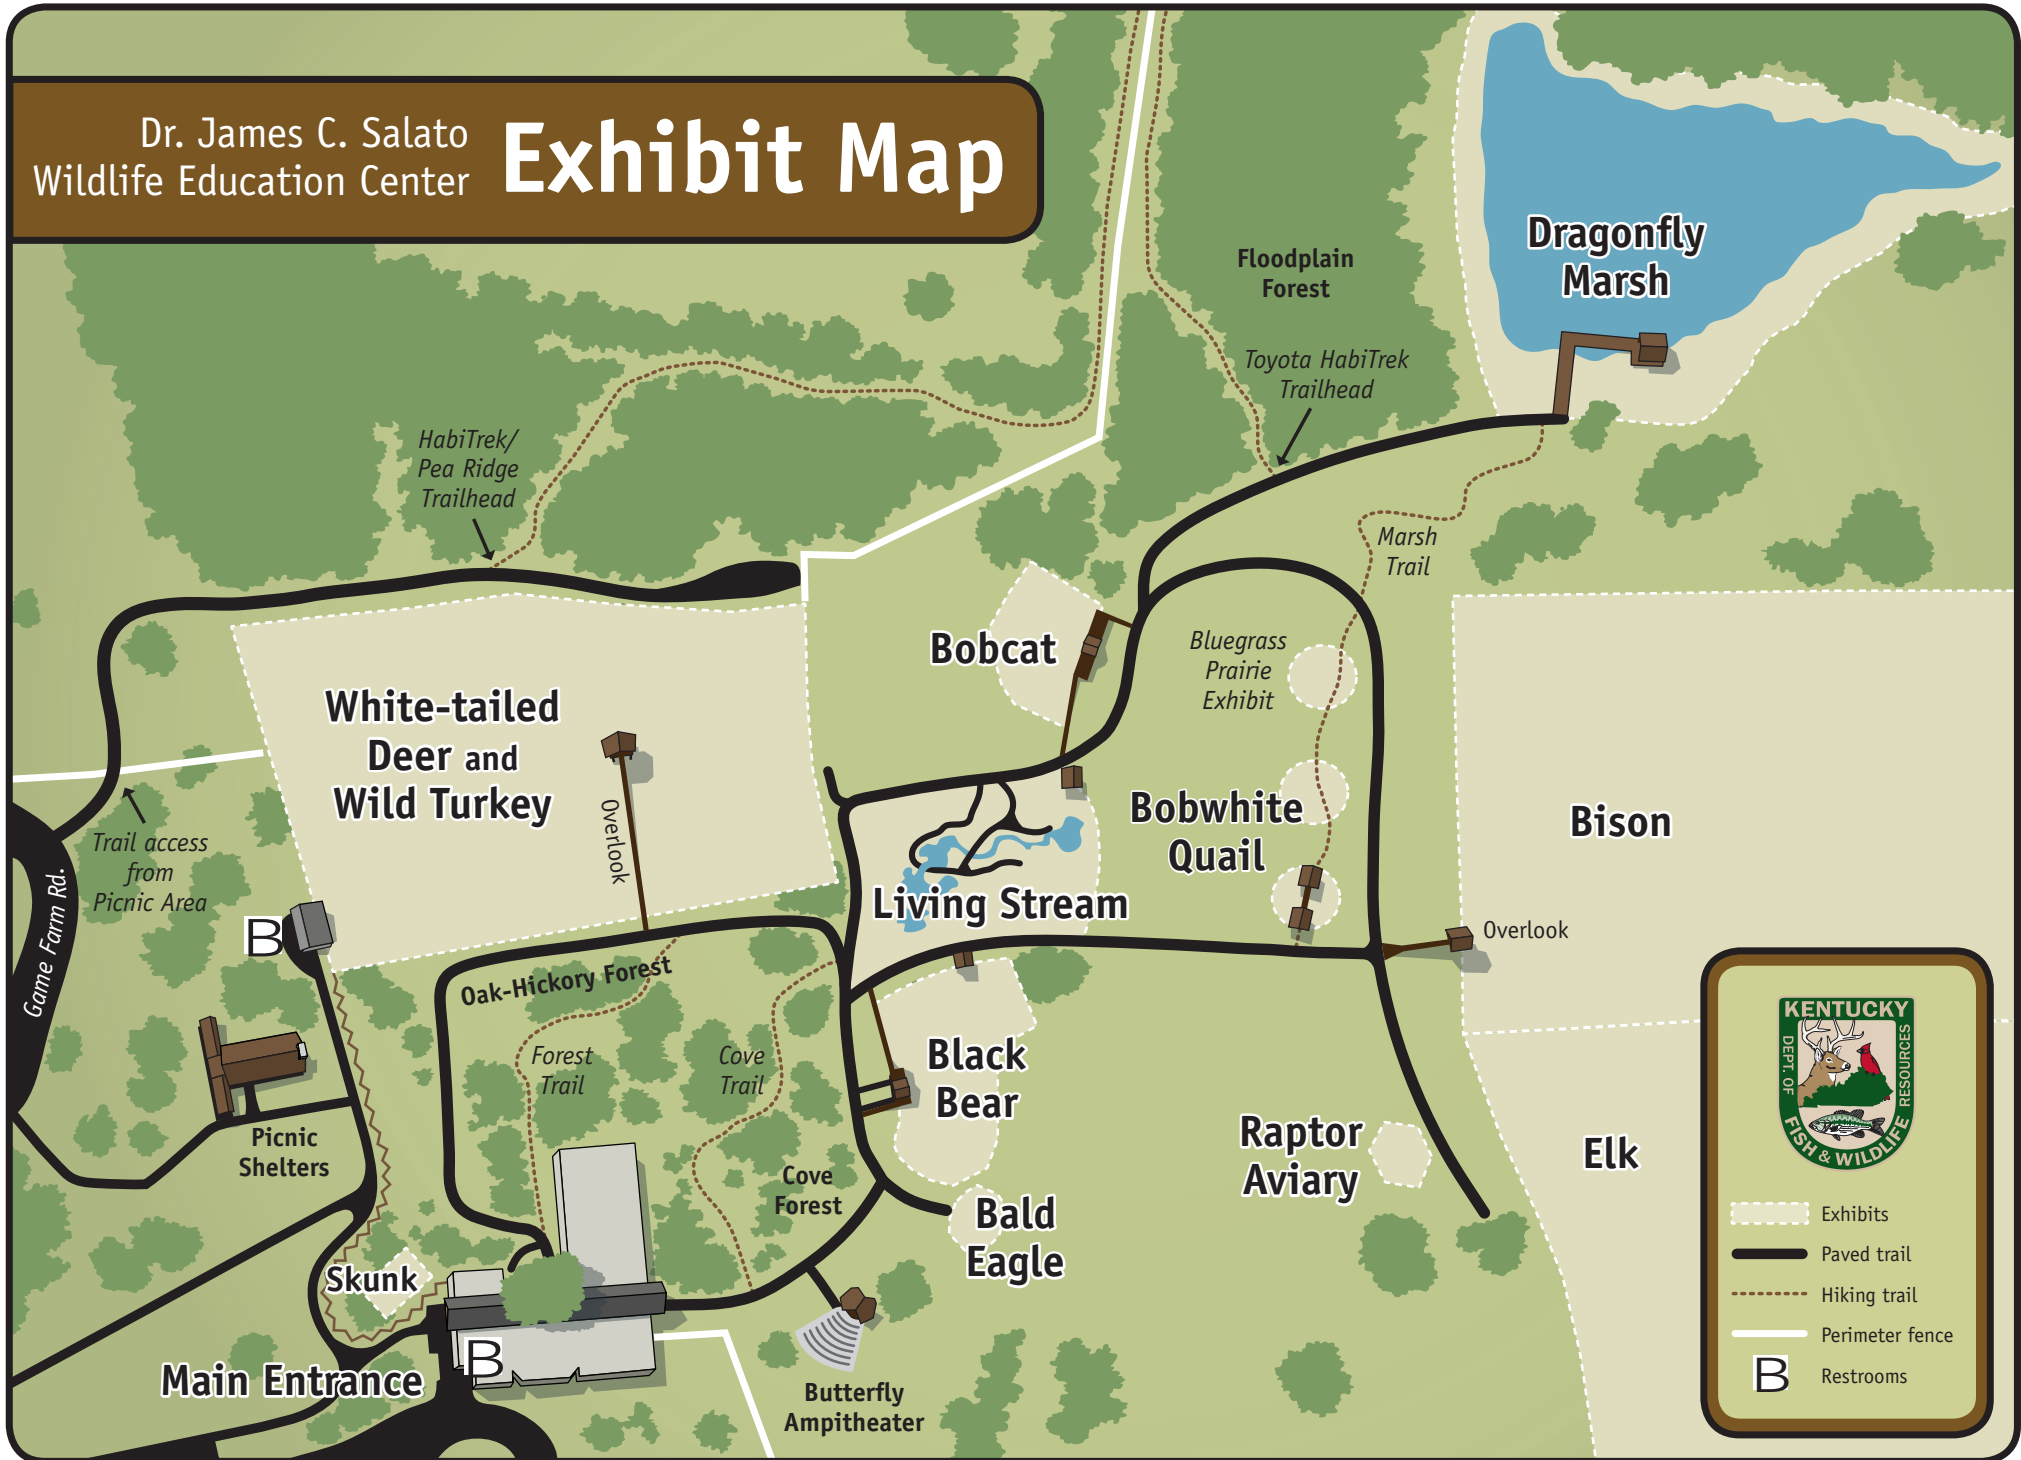 Dr. James C. Salato
Wildlife Education Center
Exhibit Map
Dragonfly
Marsh
Floodplain
Forest
Toyota HabiTrek
Trailhead
HabiTrek/
Pea Ridge
Trailhead
Marsh
Trail
Bobcat
Bluegrass
Prairie
Exhibit
White-tailed
Deer and
Wild Turkey
Overlook
Bobwhite
Quail
Bison
Trail access
from
Picnic Area
Game Farm Rd.
B
Living Stream
Overlook
Oak-Hickory Forest
Forest
Trail
Cove
Trail
Black
Bear
Picnic
Shelters
Raptor
Aviary
Elk
Cove
Forest
Bald
Eagle
Skunk
Main Entrance
B
Butterfly
Ampitheater
KENTUCKY
DEPT. OF
FISH & WILDLIFE
RESOURCES
Exhibits
Paved trail
Hiking trail
Perimeter fence
B
Restrooms